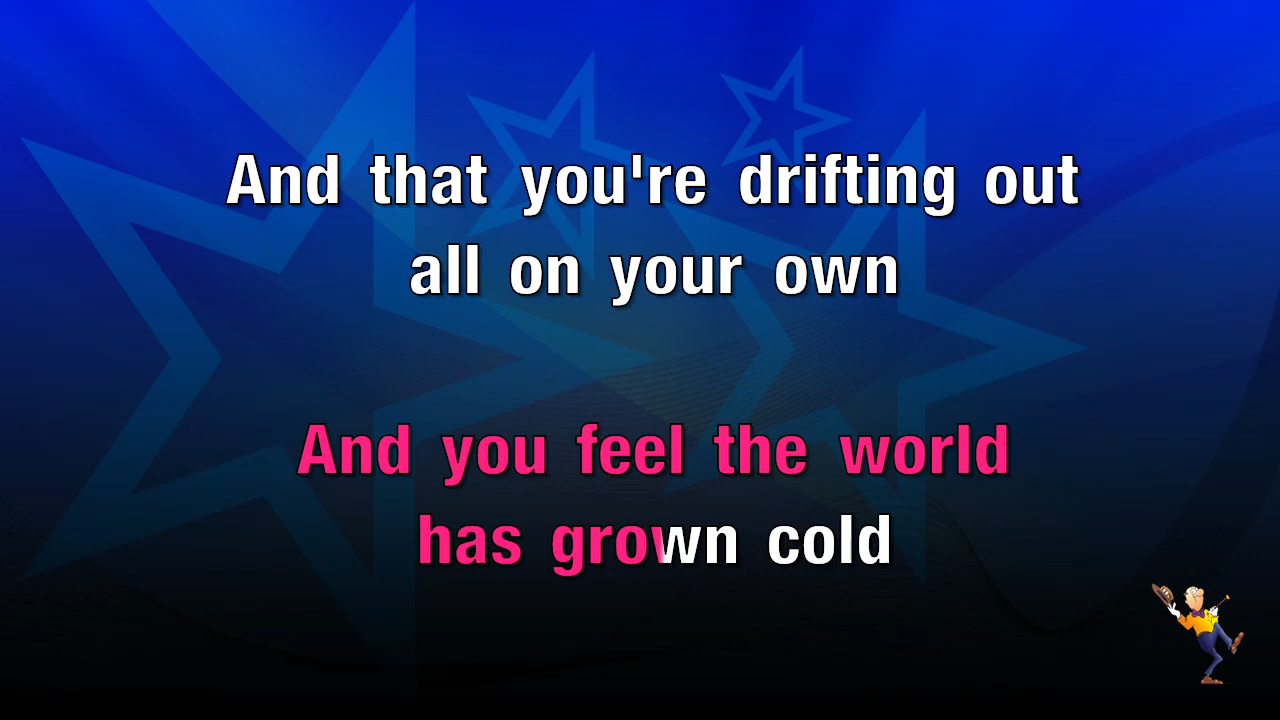 And that you're drifting out
all on your own
And you feel the world
has grown cold